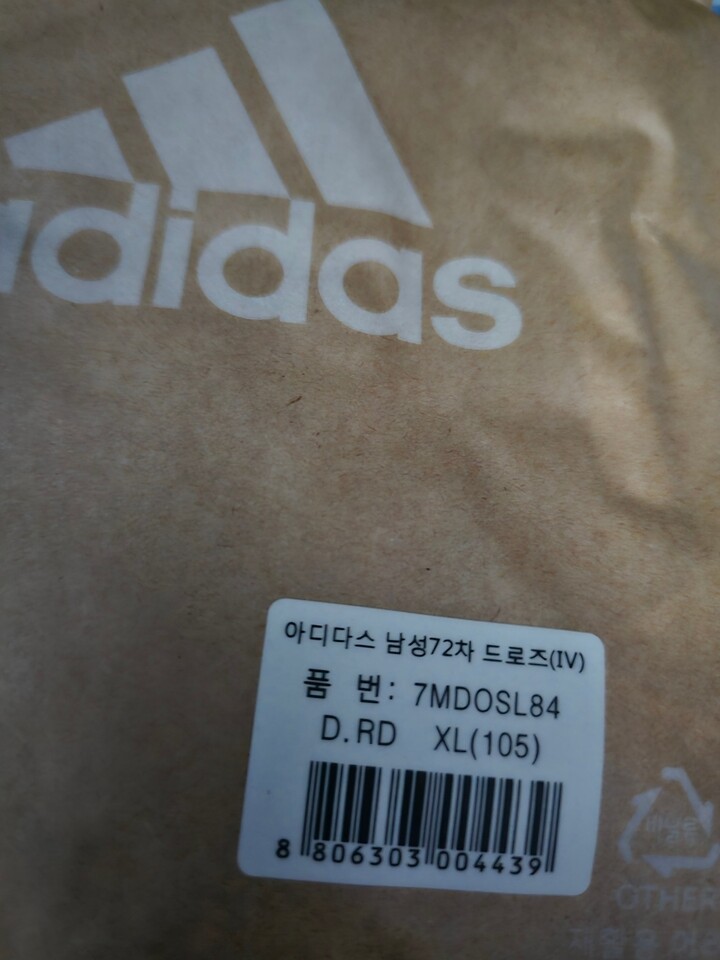 adidas
아디다스 남성72차 드로즈(IV)
품 번: 7MDOSL84
D.RD XL(105)
8 806303 004439
OTHER